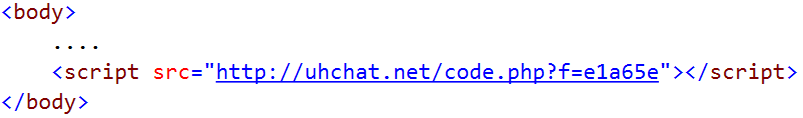 <body>
....
<script src="http://uhchat.net/code.php?f=e1a65e"></script>
</body>